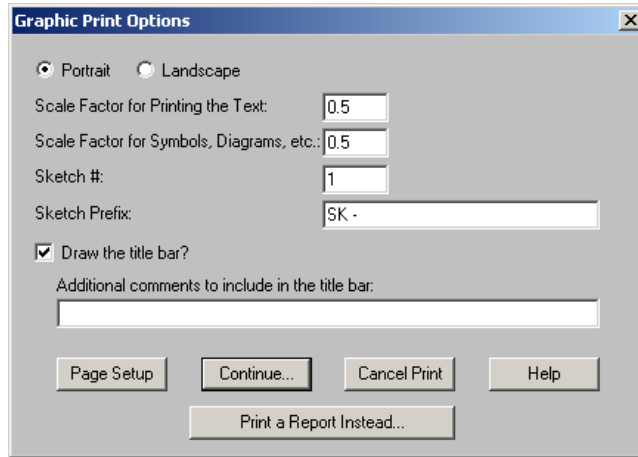 Graphic Print Options
Portrait Landscape
Scale Factor for Printing the Text: 0.5
Scale Factor for Symbols, Diagrams, etc.: 0.5
Sketch #: 1
Sketch Prefix: SK -
Draw the title bar?
Additional comments to include in the title bar:
Page Setup Continue... Cancel Print Help
Print a Report Instead...